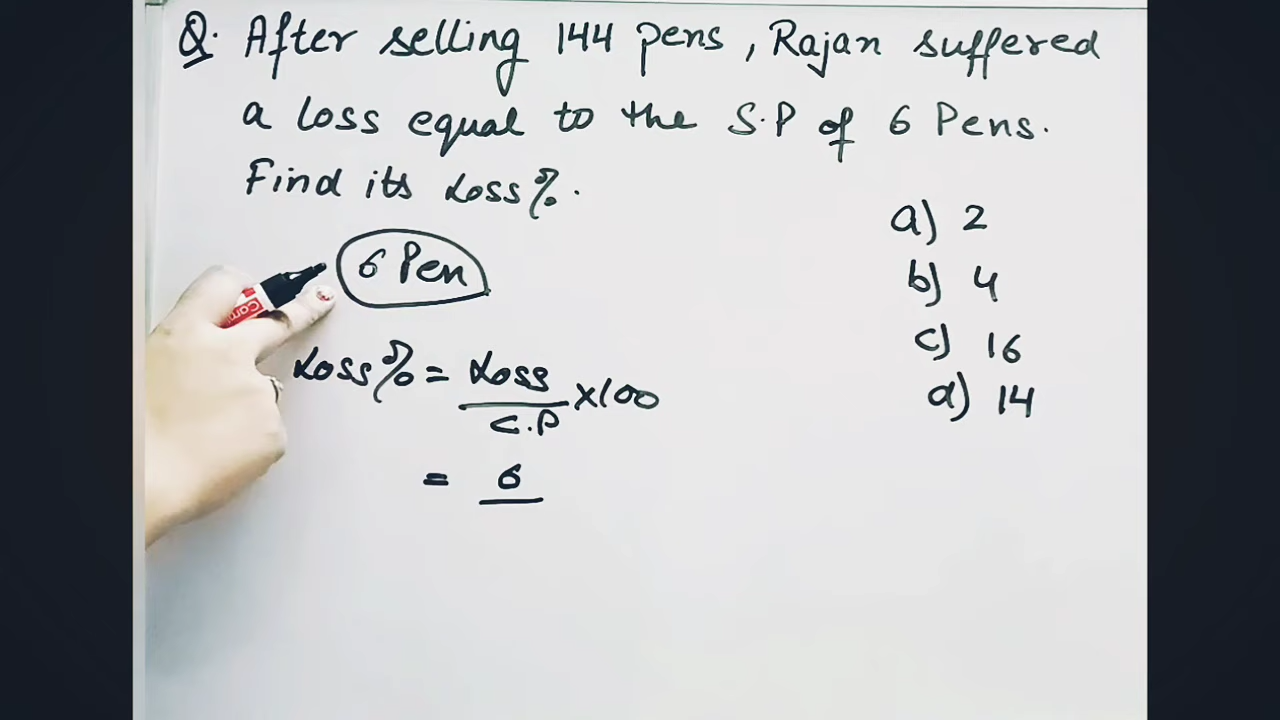 Q. After selling 144 pens, Rajan suffered
a loss equal to the S.P of 6 Pens.
Find its Loss%.
a) 2
b) 4
c) 16
d) 14
6 Pen
Loss% = Loss
C.P
×100
= 6
Cam